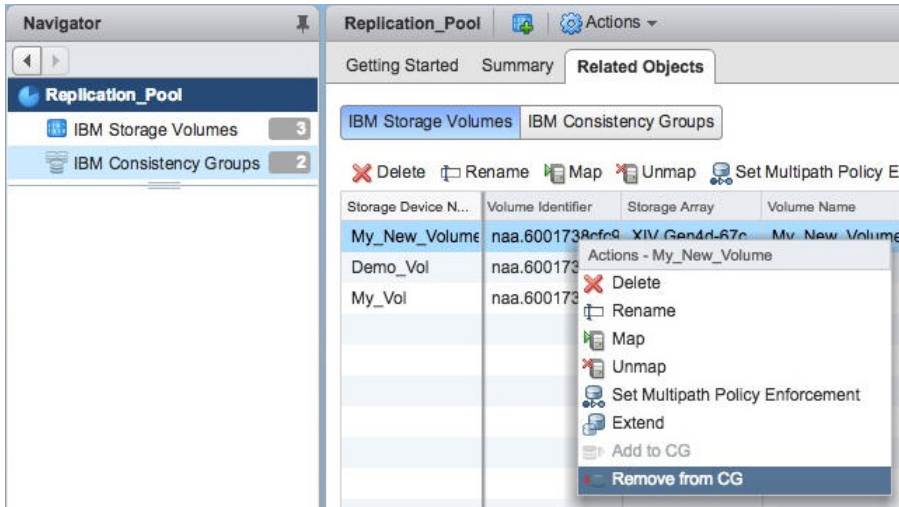 Navigator
Replication_Pool
Actions
Getting Started Summary Related Objects
Replication_Pool
IBM Storage Volumes 3
IBM Consistency Groups 2
IBM Storage Volumes IBM Consistency Groups
Delete Rename Map Unmap Set Multipath Policy E
Storage Device N... Volume Identifier Storage Array Volume Name
My_New_Volume naa.6001738cfc9 XIV Gen4d-67c My_New_Volume
Demo_Vol naa.600173
My_Vol naa.600173
Actions - My_New_Volume
Delete
Rename
Map
Unmap
Set Multipath Policy Enforcement
Extend
Add to CG
Remove from CG